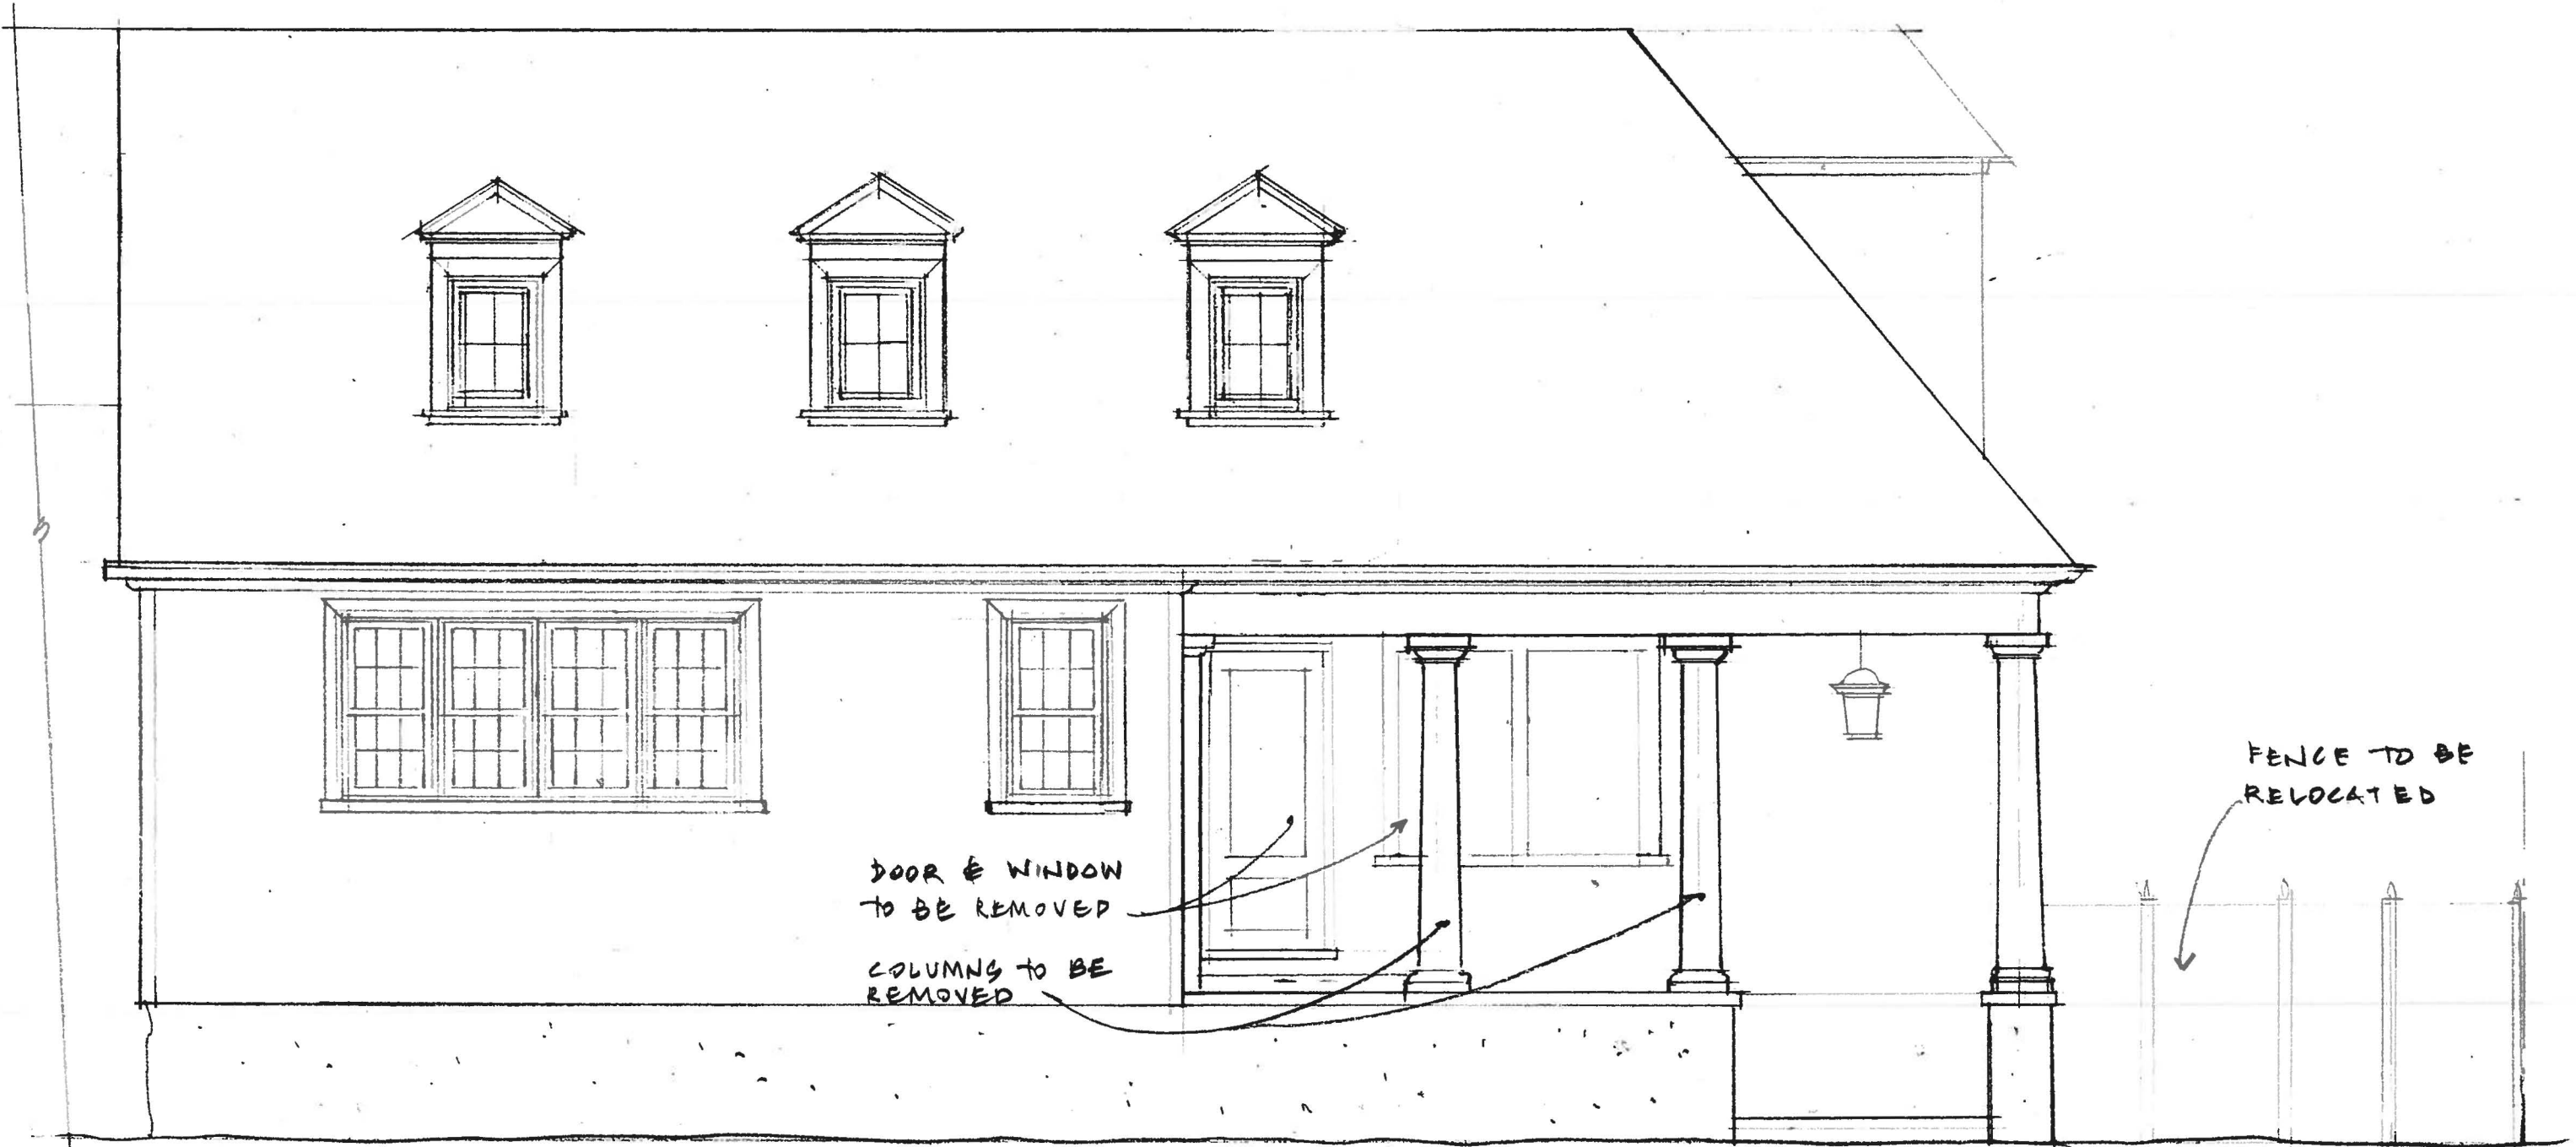 FENCE TO BE
RELOCATED
DOOR & WINDOW
TO BE REMOVED
COLUMNS TO BE
REMOVED